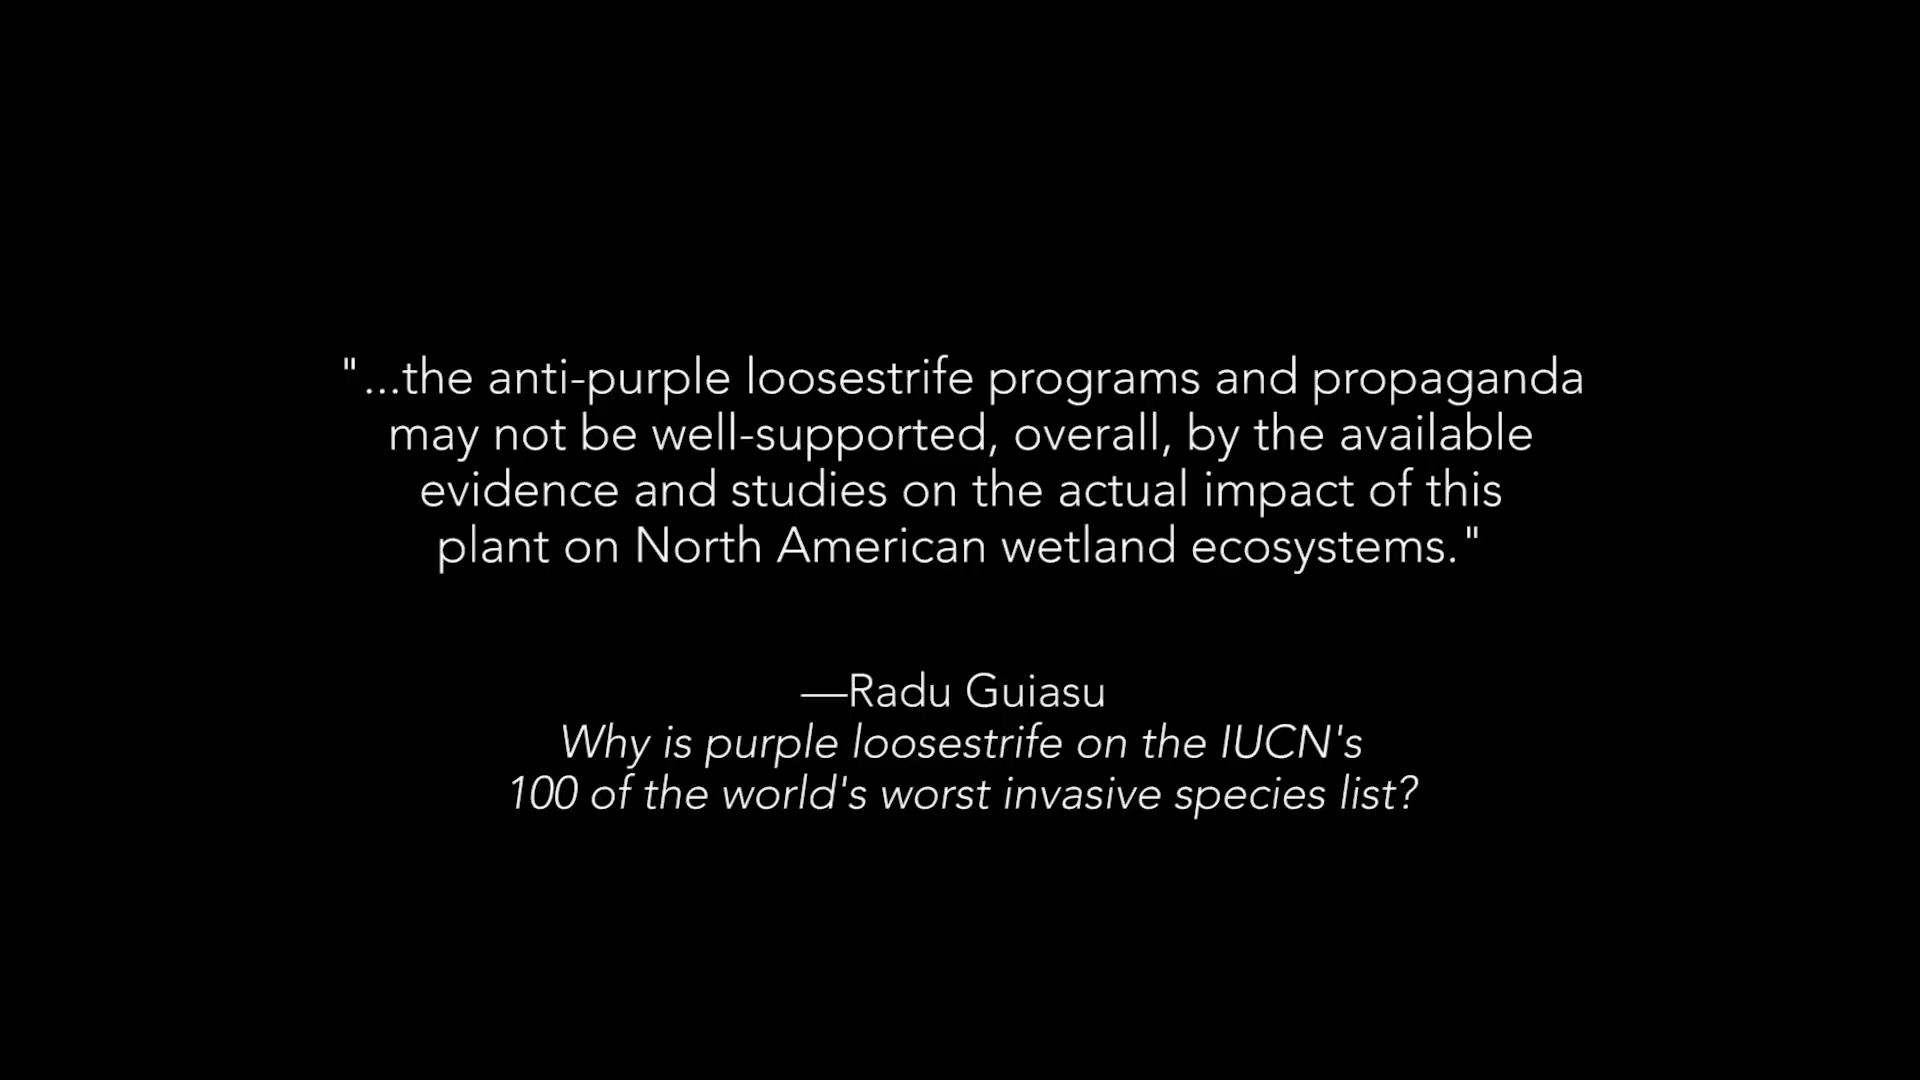 "...the anti-purple loosestrife programs and propaganda
may not be well-supported, overall, by the available
evidence and studies on the actual impact of this
plant on North American wetland ecosystems."
—Radu Guiasu
Why is purple loosestrife on the IUCN's
100 of the world's worst invasive species list?